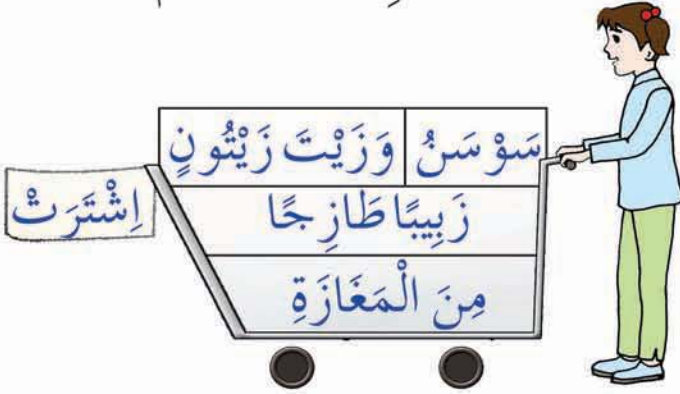 سَوْسَنُ وَزَيْتَ زَيْتُونٍ
اِشْتَرَتْ
زَبِيبًا طَازِجًا
مِنَ الْمَغَازَةِ